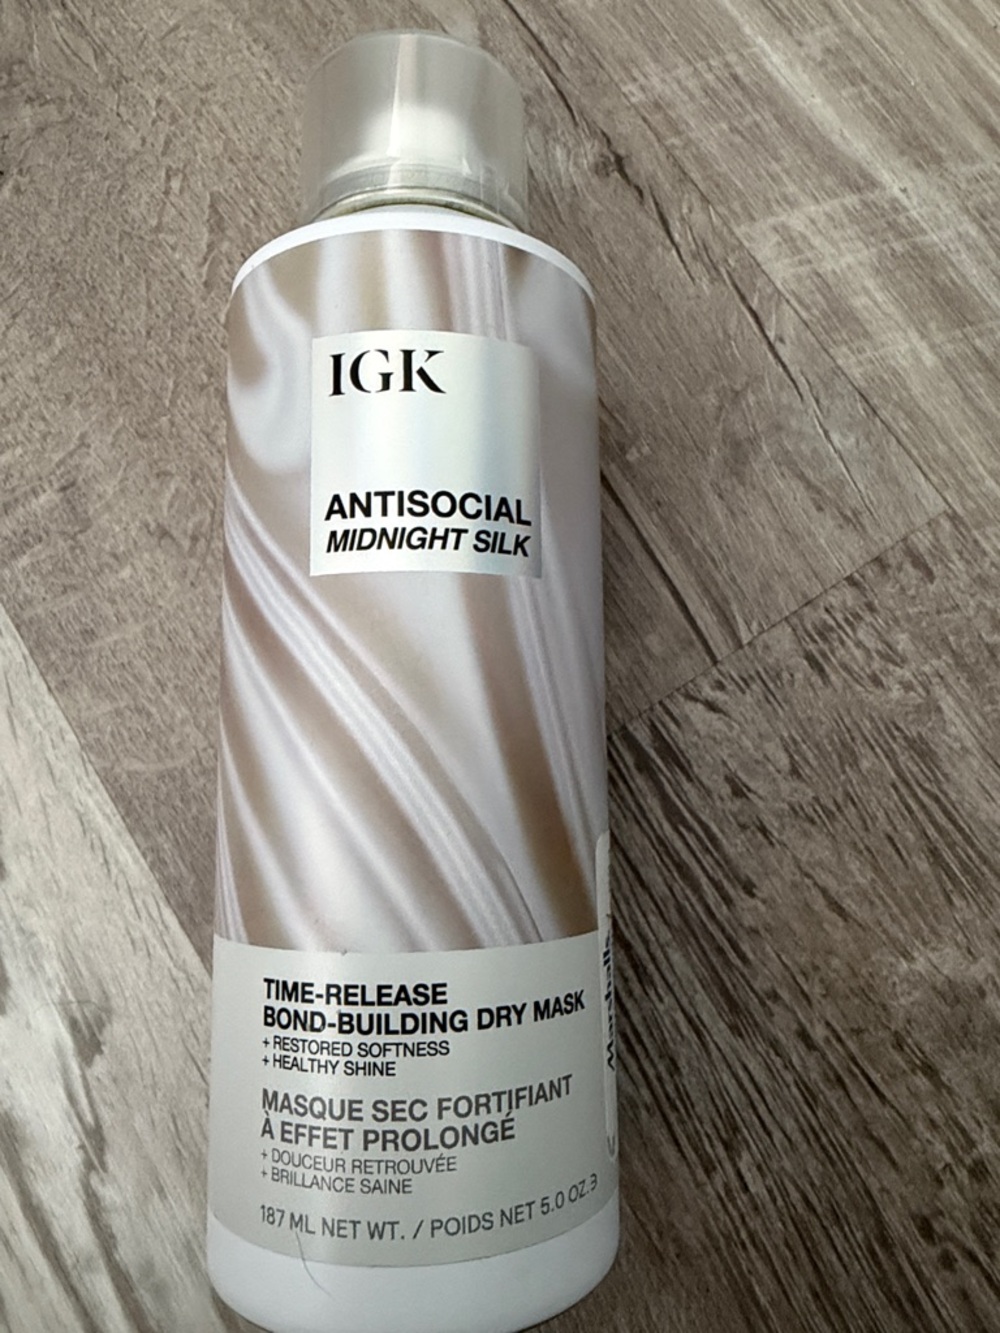 IGK
ANTISOCIAL
MIDNIGHT SILK
TIME-RELEASE
BOND-BUILDING DRY MASK
+ RESTORED SOFTNESS
+ HEALTHY SHINE
MASQUE SEC FORTIFIANT
À EFFET PROLONGÉ
+ DOUCEUR RETROUVÉE
+ BRILLANCE SAINE
187 ML NET WT. / POIDS NET 5.0 OZ.
Marshalls